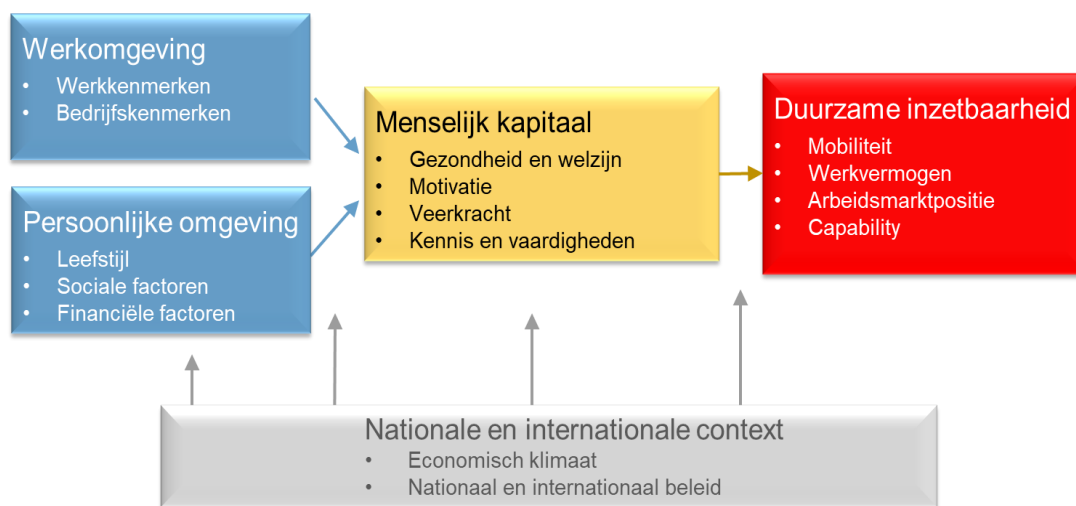 Werkomgeving
• Werkkenmerken
• Bedrijfskenmerken
Persoonlijke omgeving
• Leefstijl
• Sociale factoren
• Financiële factoren
Menselijk kapitaal
• Gezondheid en welzijn
• Motivatie
• Veerkracht
• Kennis en vaardigheden
Duurzame inzetbaarheid
• Mobiliteit
• Werkvermogen
• Arbeidsmarktpositie
• Capability
Nationale en internationale context
• Economisch klimaat
• Nationaal en internationaal beleid